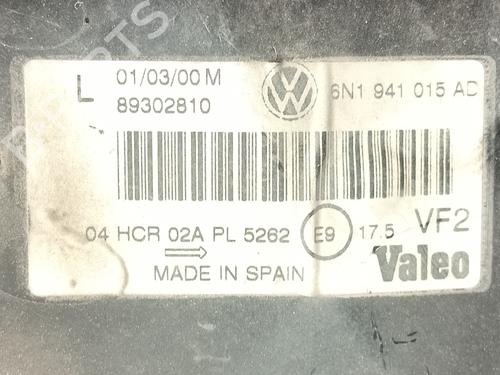 L 01/03/00 M 6N1 941 015 AD
89302810
04 HCR 02A PL 5262 E9 17.5 VF2
MADE IN SPAIN Valeo
PARTS